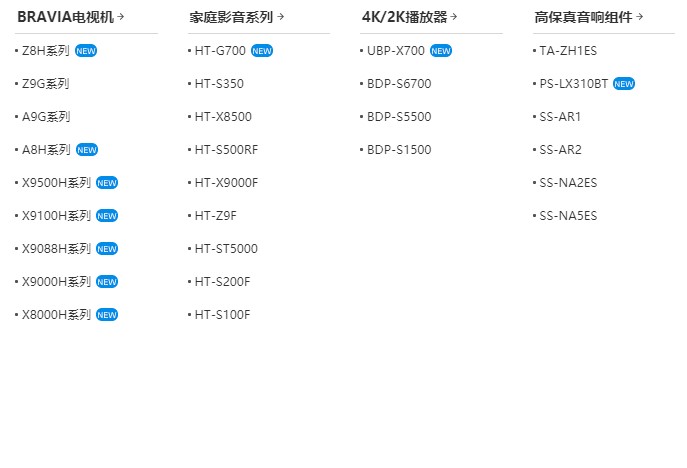 BRAVIA电视机
Z8H系列 NEW
Z9G系列
A9G系列
A8H系列 NEW
X9500H系列 NEW
X9100H系列 NEW
X9088H系列 NEW
X9000H系列 NEW
X8000H系列 NEW
家庭影音系列
HT-G700 NEW
HT-S350
HT-X8500
HT-S500RF
HT-X9000F
HT-Z9F
HT-ST5000
HT-S200F
HT-S100F
4K/2K播放器
UBP-X700 NEW
BDP-S6700
BDP-S5500
BDP-S1500
高保真音响组件
TA-ZH1ES
PS-LX310BT NEW
SS-AR1
SS-AR2
SS-NA2ES
SS-NA5ES